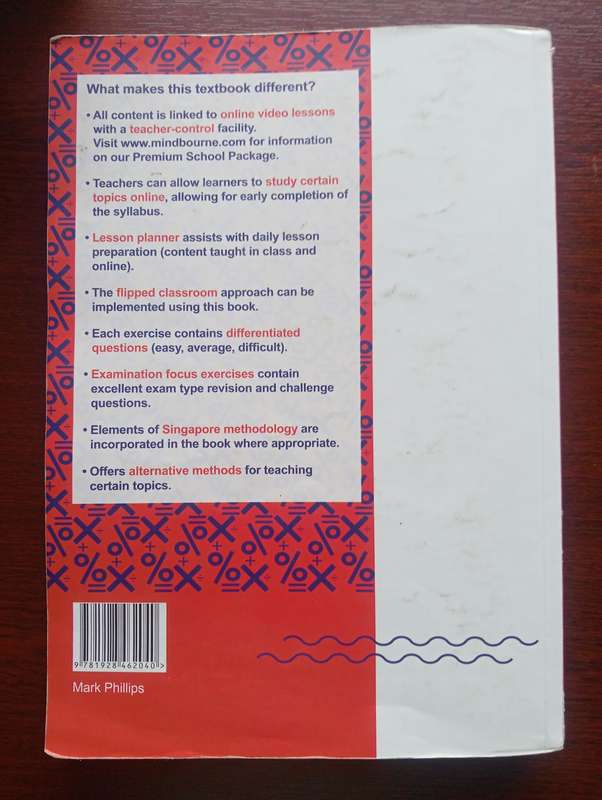 What makes this textbook different?
• All content is linked to online video lessons
with a teacher-control facility.
Visit www.mindbourne.com for information
on our Premium School Package.
• Teachers can allow learners to study certain
topics online, allowing for early completion of
the syllabus.
• Lesson planner assists with daily lesson
preparation (content taught in class and
online).
• The flipped classroom approach can be
implemented using this book.
• Each exercise contains differentiated
questions (easy, average, difficult).
• Examination focus exercises contain
excellent exam type revision and challenge
questions.
• Elements of Singapore methodology are
incorporated in the book where appropriate.
• Offers alternative methods for teaching
certain topics.
9 781928 462040 >
Mark Phillips